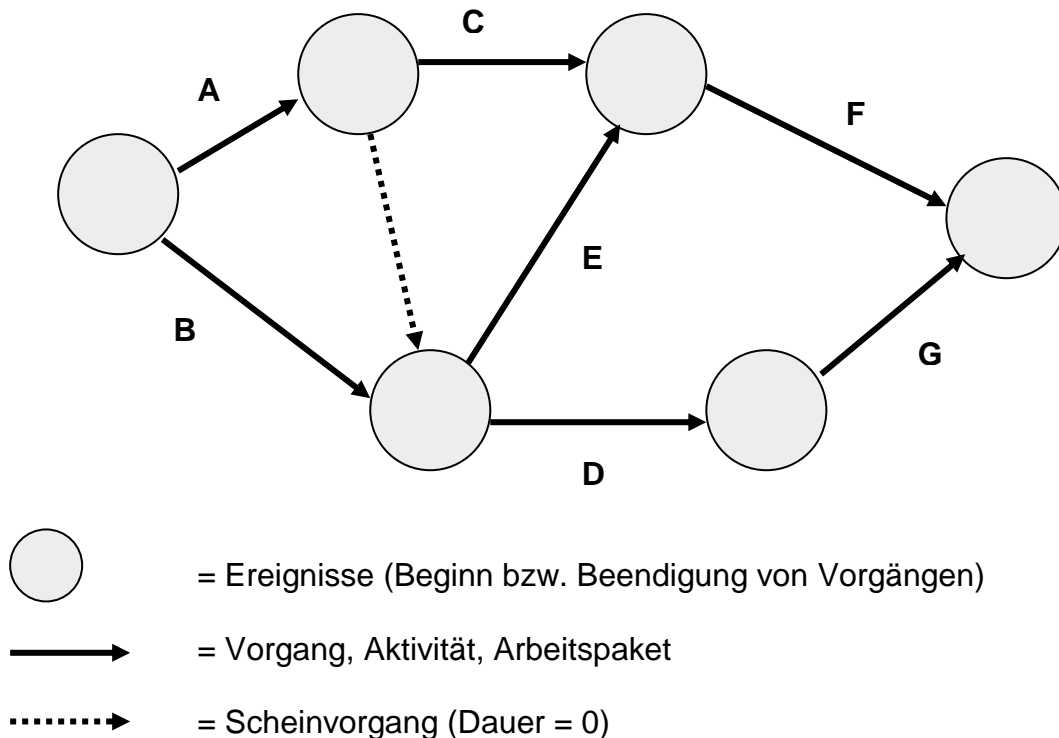 C
A
F
E
B
G
D
= Ereignisse (Beginn bzw. Beendigung von Vorgängen)
= Vorgang, Aktivität, Arbeitspaket
= Scheinvorgang (Dauer = 0)